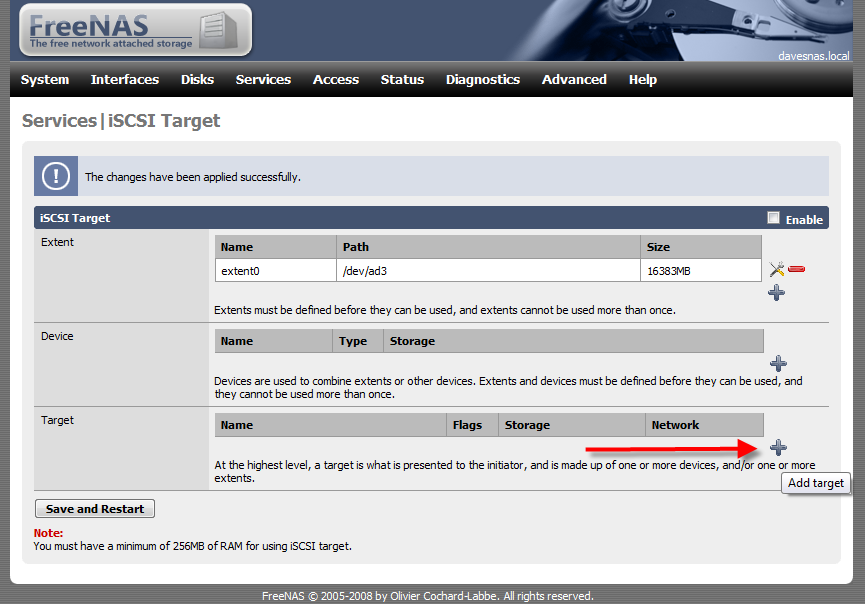 FreeNAS
The free network attached storage
davesnas.local
System Interfaces Disks Services Access Status Diagnostics Advanced Help
Services|iSCSI Target
The changes have been applied successfully.
iSCSI Target Enable
Extent
Name Path Size
extent0 /dev/ad3 16383MB
Extents must be defined before they can be used, and extents cannot be used more than once.
Device
Name Type Storage
Devices are used to combine extents or other devices. Extents and devices must be defined before they can be used, and
they cannot be used more than once.
Target
Name Flags Storage Network
At the highest level, a target is what is presented to the initiator, and is made up of one or more devices, and/or one or more
extents.
Add target
Save and Restart
Note:
You must have a minimum of 256MB of RAM for using iSCSI target.
FreeNAS © 2005-2008 by Olivier Cochard-Labbe. All rights reserved.